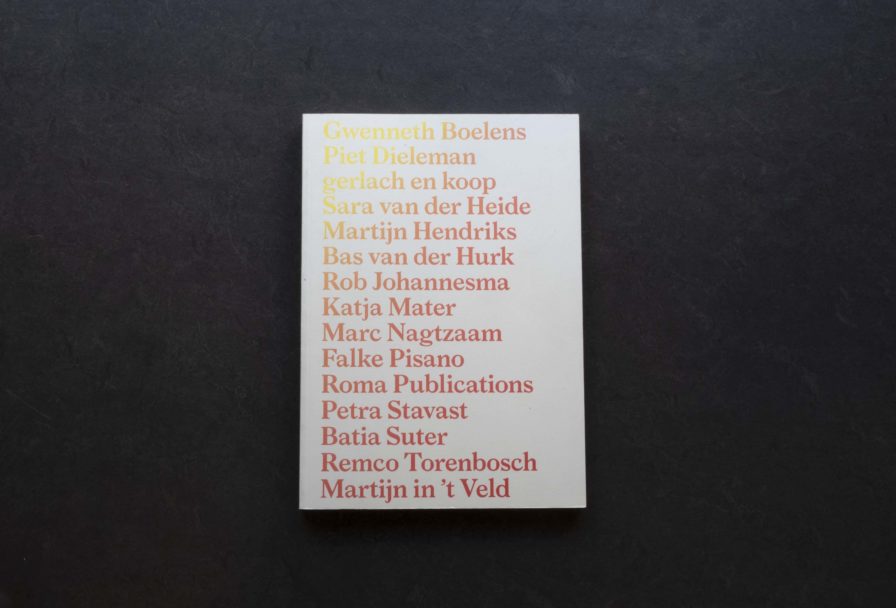 Gwenneth Boelens
Piet Dieleman
gerlach en koop
Sara van der Heide
Martijn Hendriks
Bas van der Hurk
Rob Johannesma
Katja Mater
Marc Nagtzaam
Falke Pisano
Roma Publications
Petra Stavast
Batia Suter
Remco Torenbosch
Martijn in ’t Veld